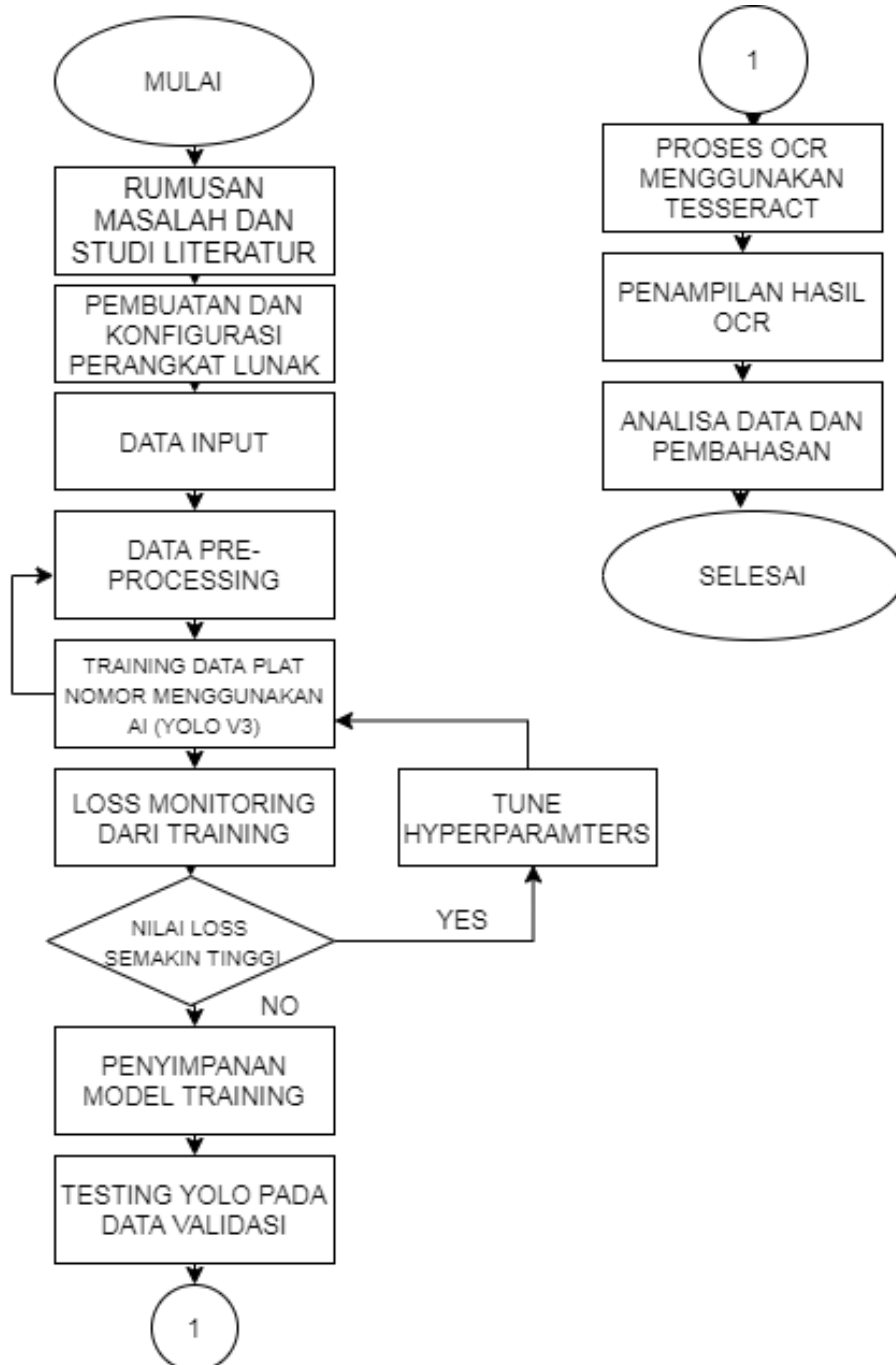 MULAI
RUMUSAN
MASALAH DAN
STUDI LITERATUR
PEMBUATAN DAN
KONFIGURASI
PERANGKAT LUNAK
DATA INPUT
DATA PRE-
PROCESSING
TRAINING DATA PLAT
NOMOR MENGGUNAKAN
AI (YOLO V3)
LOSS MONITORING
DARI TRAINING
TUNE
HYPERPARAMTERS
NILAI LOSS
SEMAKIN TINGGI
YES
NO
PENYIMPANAN
MODEL TRAINING
TESTING YOLO PADA
DATA VALIDASI
1
1
PROSES OCR
MENGGUNAKAN
TESSERACT
PENAMPILAN HASIL
OCR
ANALISA DATA DAN
PEMBAHASAN
SELESAI